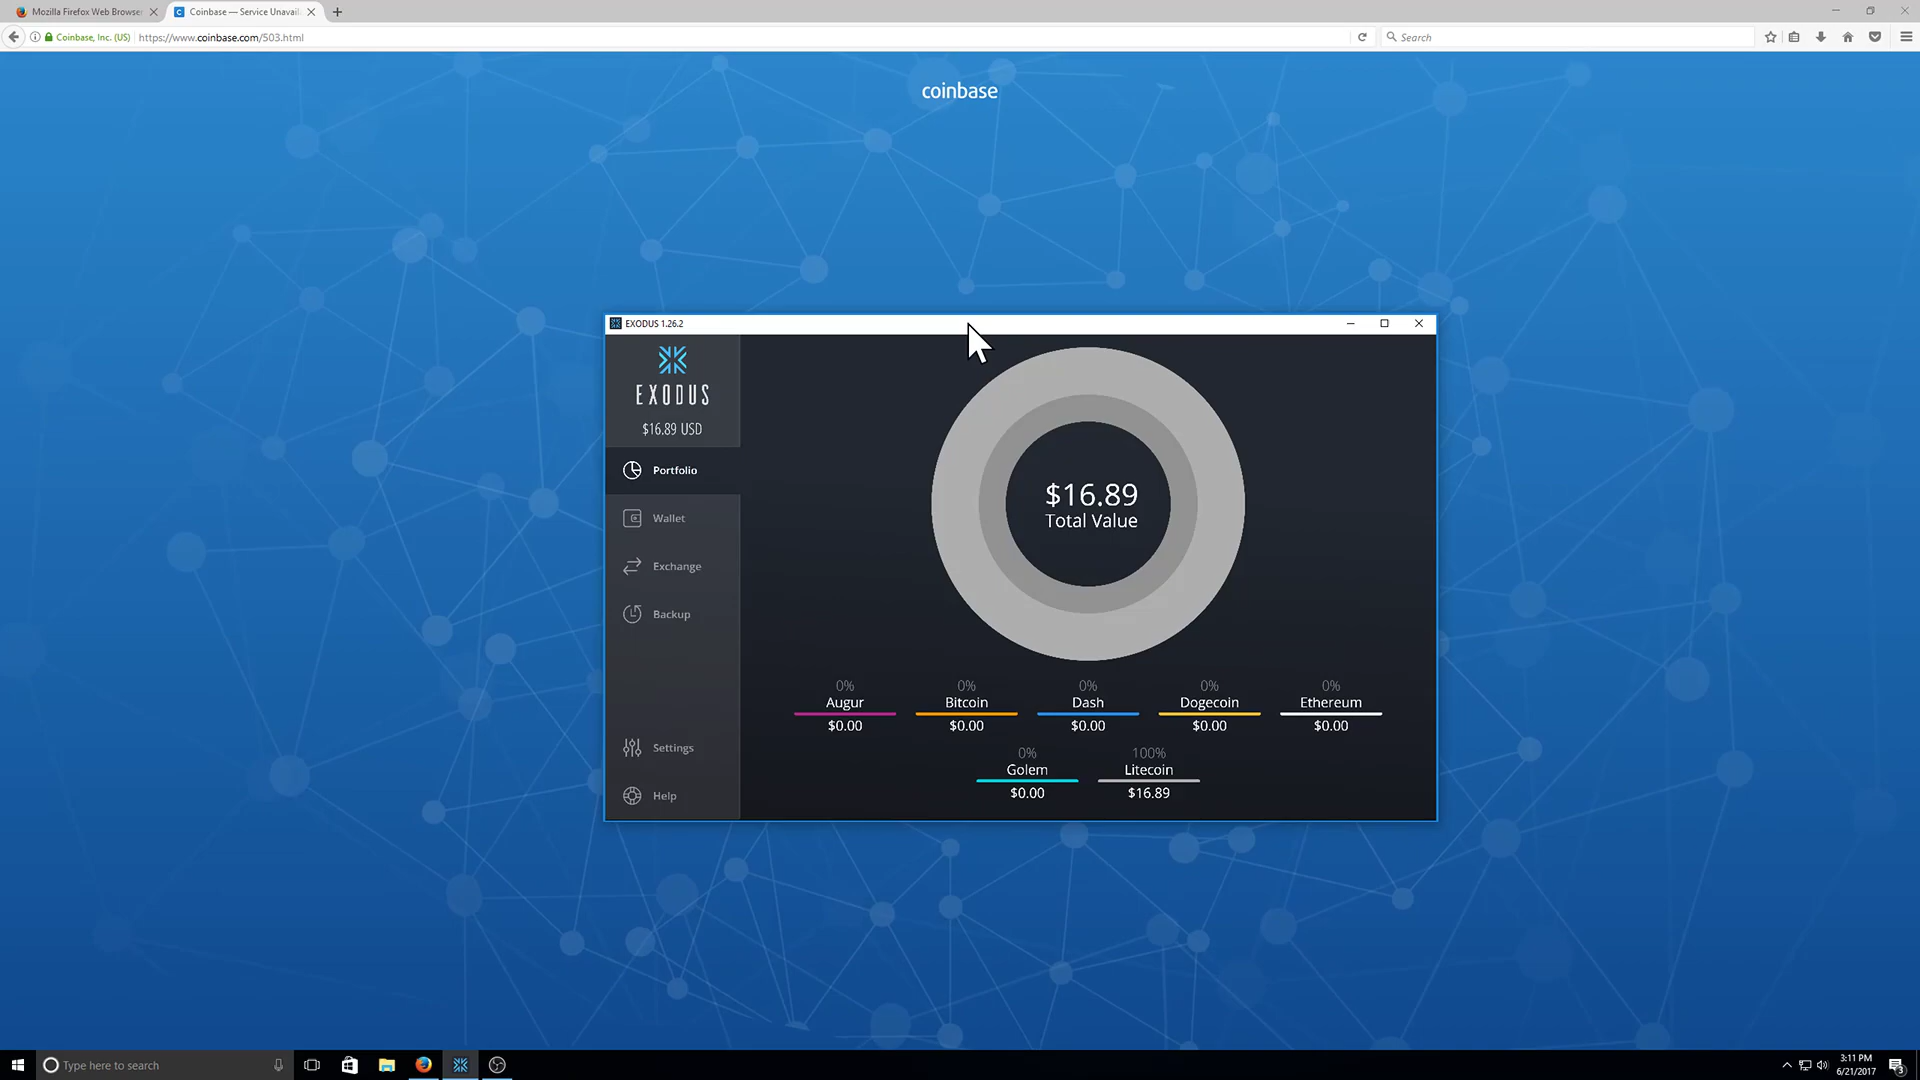 Mozilla Firefox Web Browser
Coinbase — Service Unavail
Coinbase, Inc. (US)
https://www.coinbase.com/503.html
Search
coinbase
EXODUS 1.26.2
EXODUS
$16.89 USD
Portfolio
Wallet
Exchange
Backup
Settings
Help
$16.89
Total Value
0% 0% 0% 0% 0%
Augur Bitcoin Dash Dogecoin Ethereum
$0.00 $0.00 $0.00 $0.00 $0.00
0% 100%
Golem Litecoin
$0.00 $16.89
Type here to search
3:11 PM
6/21/2017
3